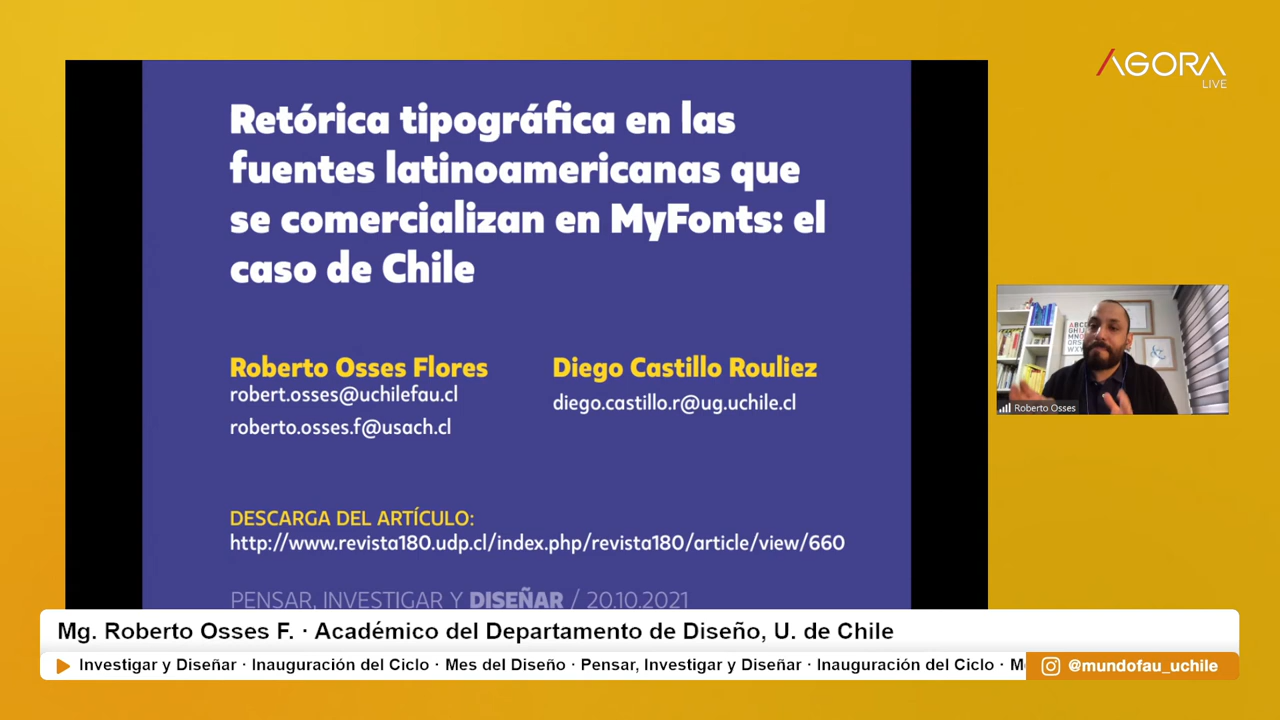 AGORA
LIVE
Retórica tipográfica en las
fuentes latinoamericanas que
se comercializan en MyFonts: el
caso de Chile
Roberto Osses Flores
robert.osses@uchilefau.cl
roberto.osses.f@usach.cl
Diego Castillo Rouliez
diego.castillo.r@ug.uchile.cl
DESCARGA DEL ARTÍCULO:
http://www.revista180.udp.cl/index.php/revista180/article/view/660
PENSAR, INVESTIGAR Y DISEÑAR / 20.10.2021
Roberto Osses
Mg. Roberto Osses F. · Académico del Departamento de Diseño, U. de Chile
Investigar y Diseñar · Inauguración del Ciclo · Mes del Diseño · Pensar, Investigar y Diseñar · Inauguración del Ciclo ·
@mundofau_uchile